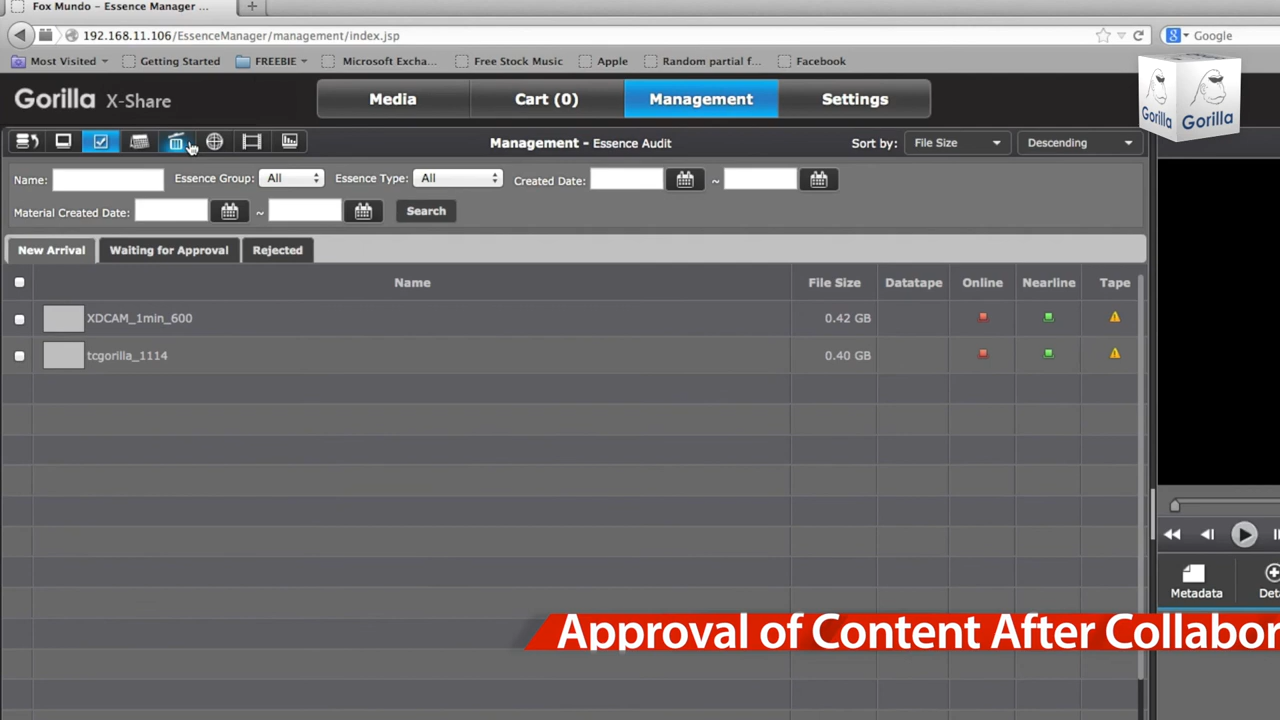 Fox Mundo – Essence Manager ...
192.168.11.106/EssenceManager/management/index.jsp
Google
Most Visited
Getting Started
FREEBIE
Microsoft Excha...
Free Stock Music
Apple
Random partial f...
Facebook
Gorilla X-Share
Media
Cart (0)
Management
Settings
Gorilla
Gorilla
Management - Essence Audit
Sort by:
File Size
Descending
Name:
Essence Group:
All
Essence Type:
All
Created Date:
~
Material Created Date:
~
Search
New Arrival
Waiting for Approval
Rejected
Name
File Size
Datatape
Online
Nearline
Tape
XDCAM_1min_600
0.42 GB
tcgorilla_1114
0.40 GB
Metadata
Deta
Approval of Content After Collabor